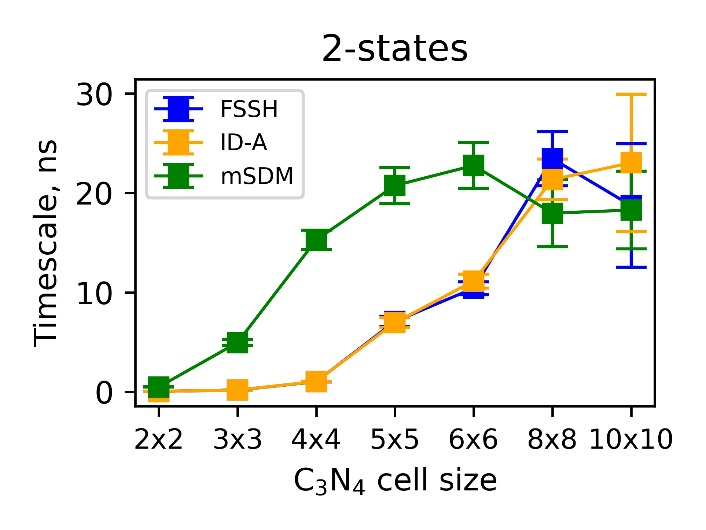 2-states
FSSH
ID-A
mSDM
30
20
10
0
Timescale, ns
2x2 3x3 4x4 5x5 6x6 8x8 10x10
C₃N₄ cell size